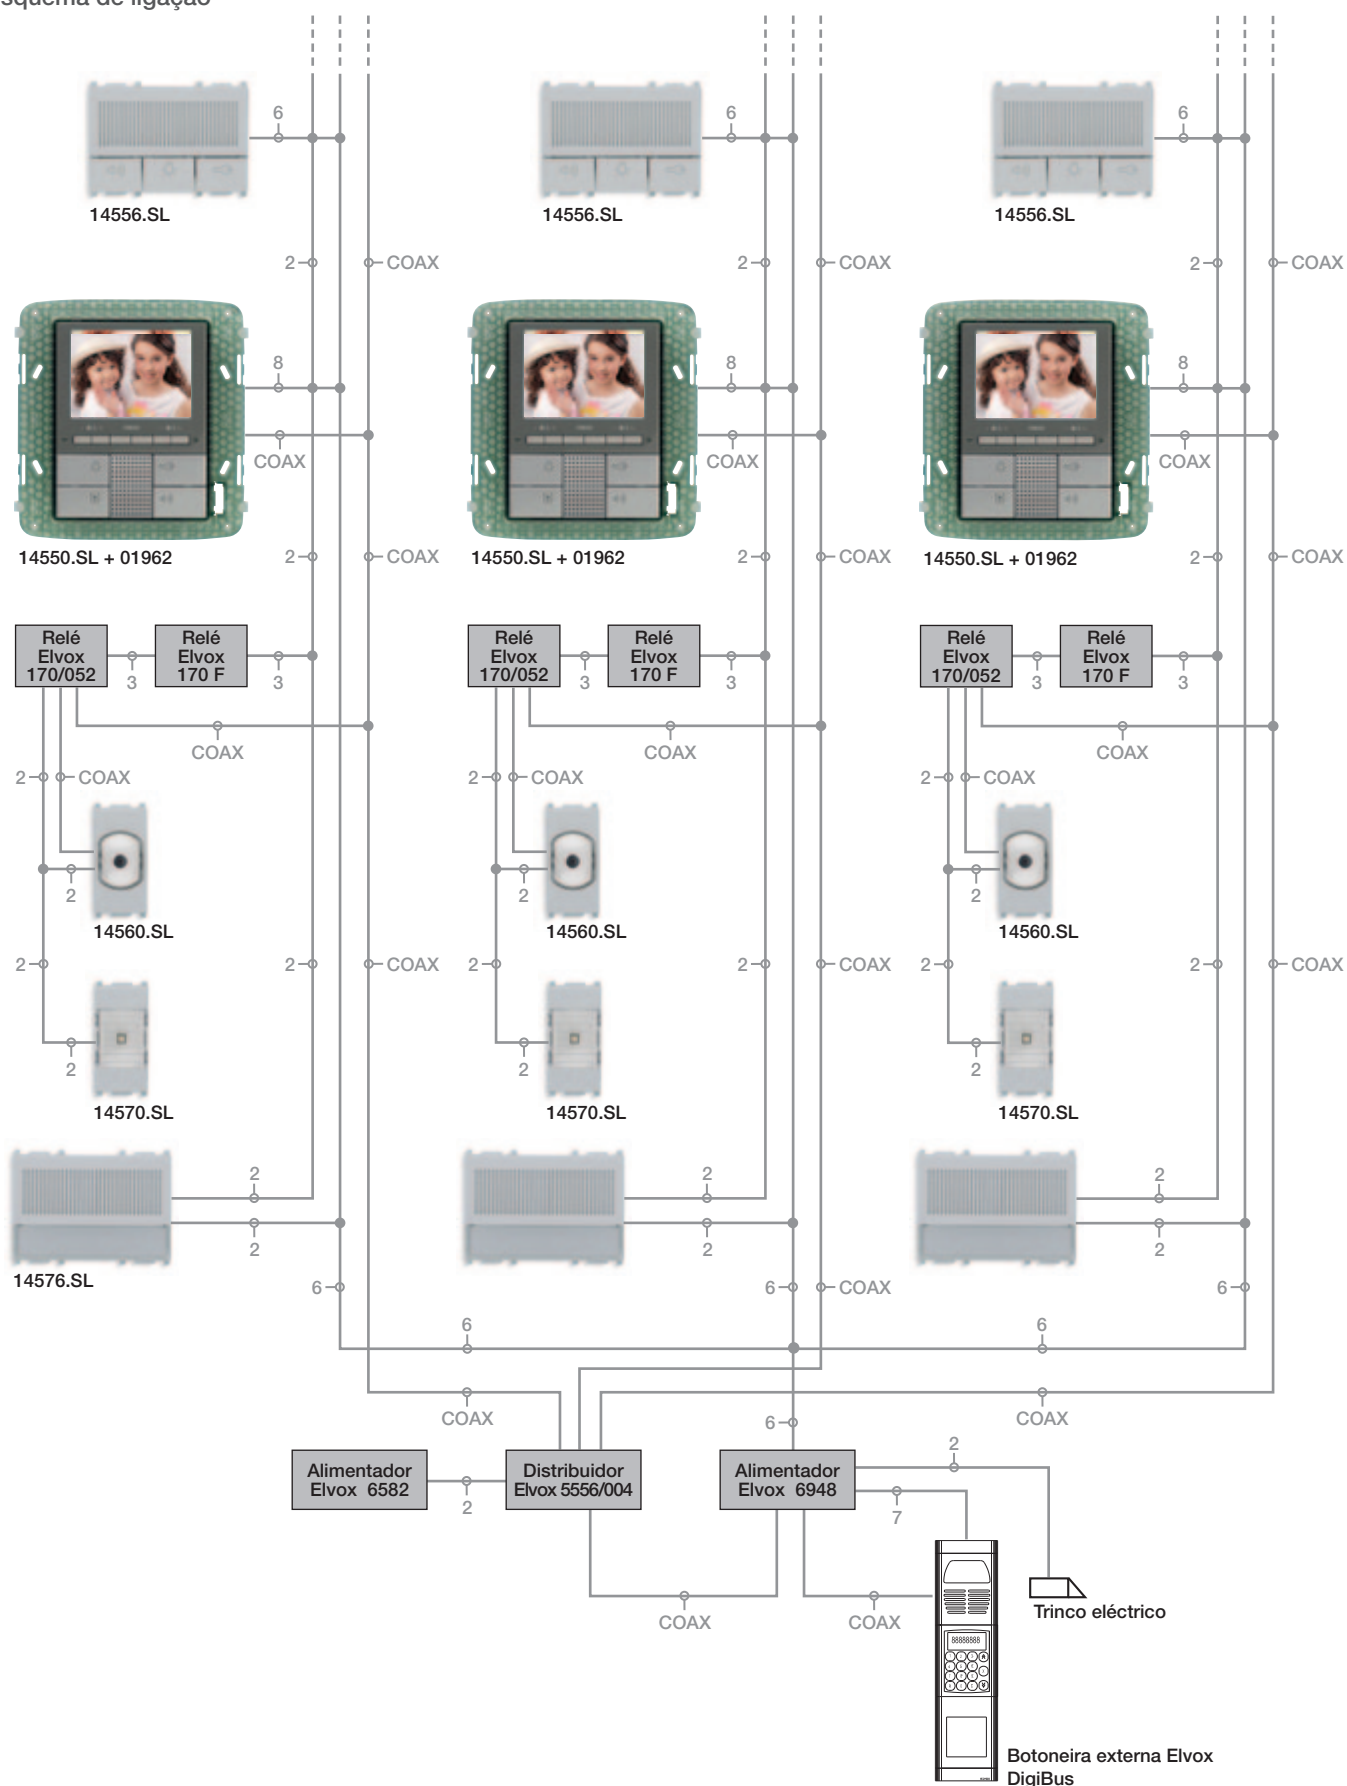 squema de ligação
6 6 6
14556.SL 14556.SL 14556.SL
2 COAX 2 COAX 2 COAX
8 8 8
COAX COAX COAX
14550.SL + 01962 14550.SL + 01962 14550.SL + 01962
2 COAX 2 COAX 2 COAX
Relé Relé Relé Relé Relé Relé
Elvox Elvox Elvox Elvox Elvox Elvox
170/052 170 F 170/052 170 F 170/052 170 F
3 3 3 3 3 3
COAX COAX COAX
2 COAX 2 COAX 2 COAX
2 2 2
14560.SL 14560.SL 14560.SL
2 2 COAX 2 2 COAX 2 2 COAX
2 2 2
14570.SL 14570.SL 14570.SL
2 2 2
2 2 2
14576.SL
6 6 COAX 6
6 6
COAX COAX
6 2
Alimentador Distribuidor Alimentador
Elvox 6582 Elvox 5556/004 Elvox 6948
2 7
COAX COAX
Trinco eléctrico
88888888
Botoneira externa Elvox
DigiBus